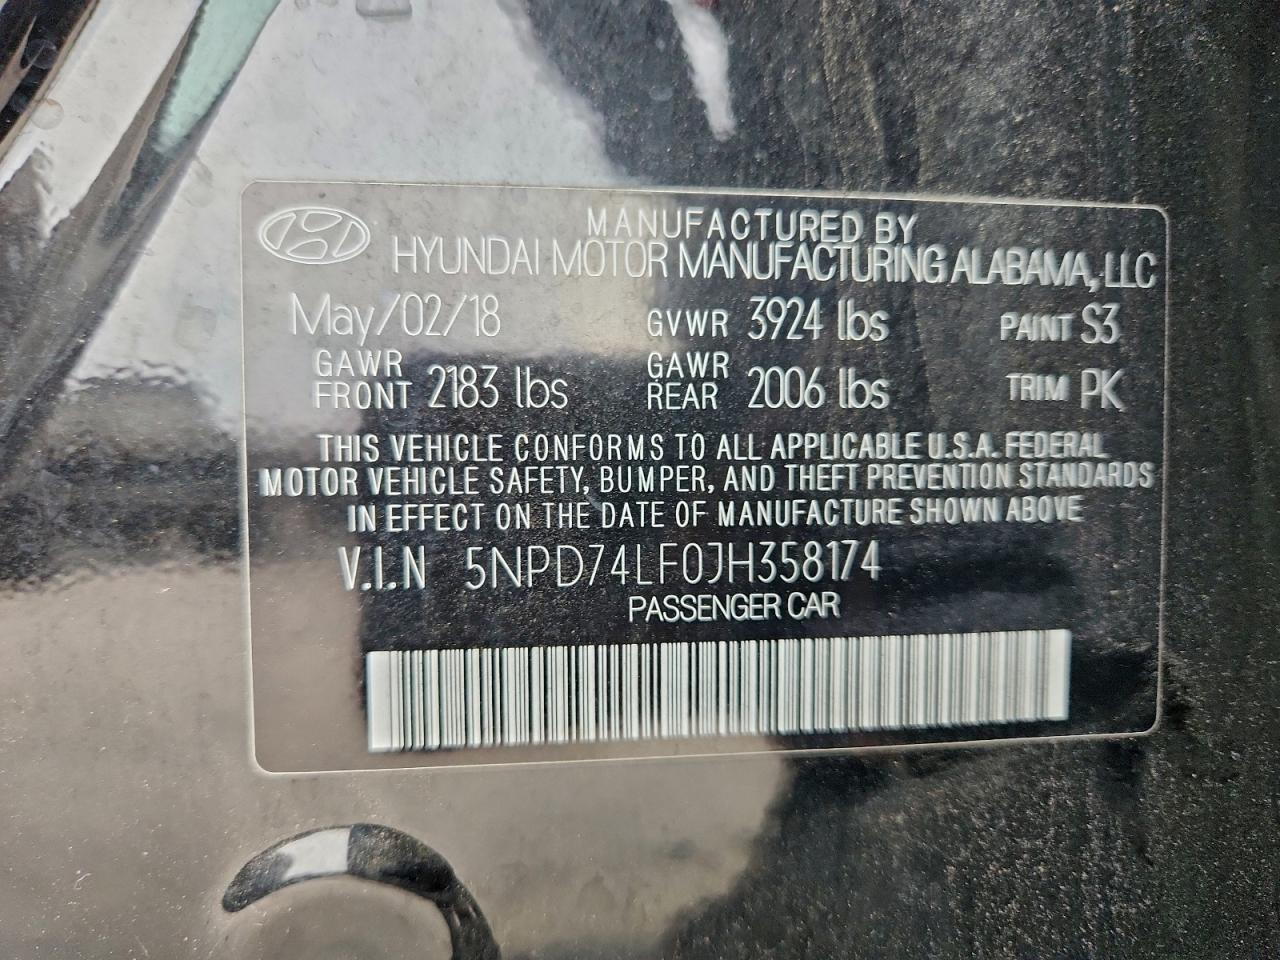 MANUFACTURED BY
HYUNDAI MOTOR MANUFACTURING ALABAMA, LLC
May/02/18 GVWR 3924 lbs PAINT S3
GAWR FRONT 2183 lbs GAWR REAR 2006 lbs TRIM PK
THIS VEHICLE CONFORMS TO ALL APPLICABLE U.S.A. FEDERAL
MOTOR VEHICLE SAFETY, BUMPER, AND THEFT PREVENTION STANDARDS
IN EFFECT ON THE DATE OF MANUFACTURE SHOWN ABOVE
V.I.N 5NPD74LF0JH358174
PASSENGER CAR